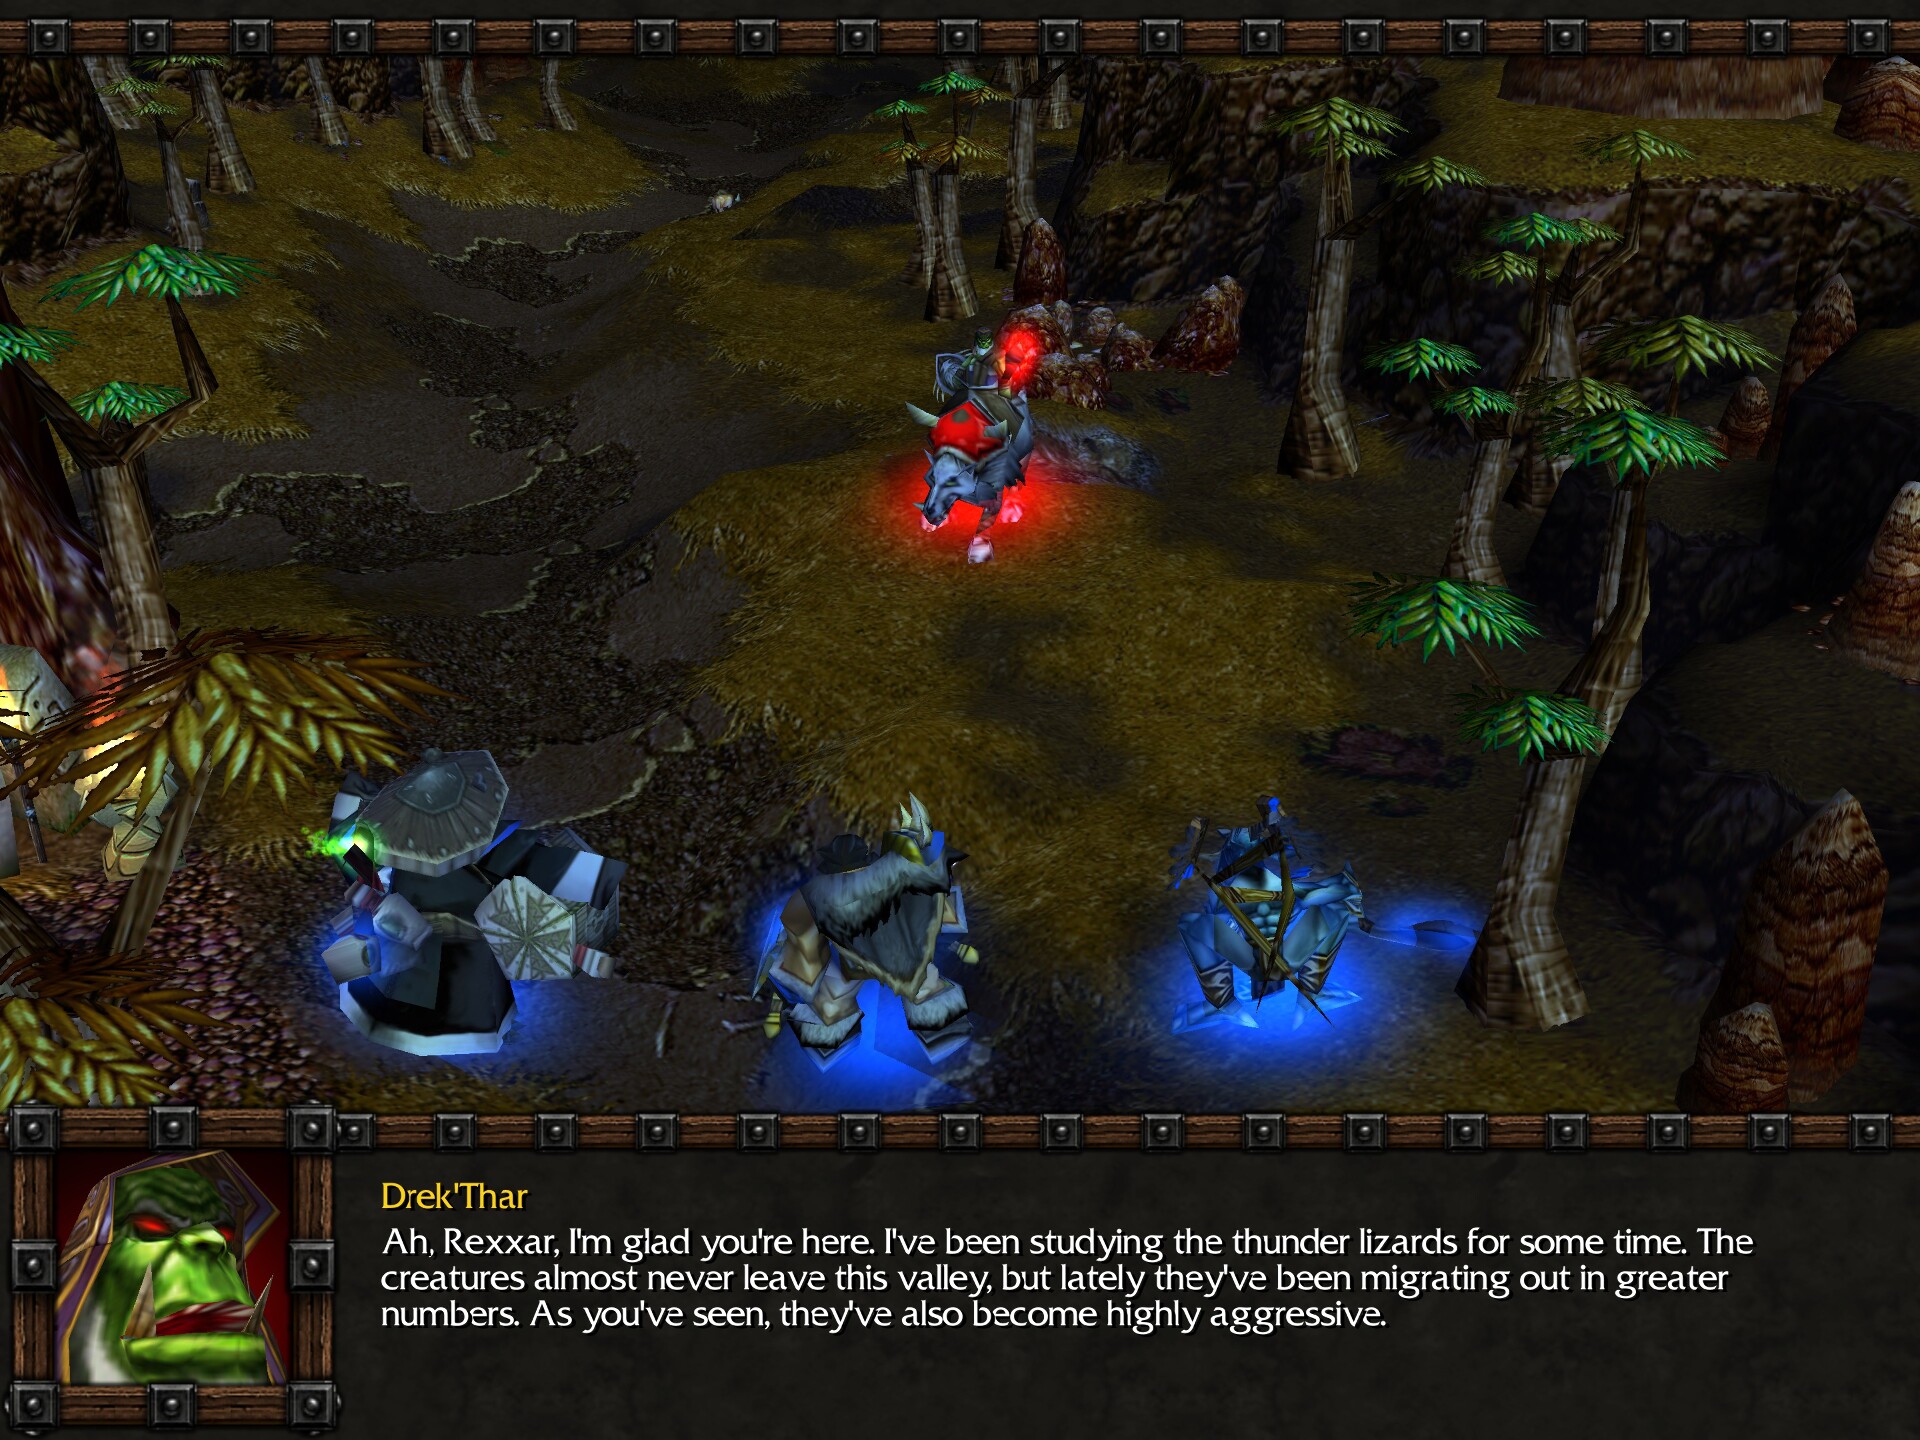 Drek'Thar
Ah, Rexxar, I'm glad you're here. I've been studying the thunder lizards for some time. The
creatures almost never leave this valley, but lately they've been migrating out in greater
numbers. As you've seen, they've also become highly aggressive.